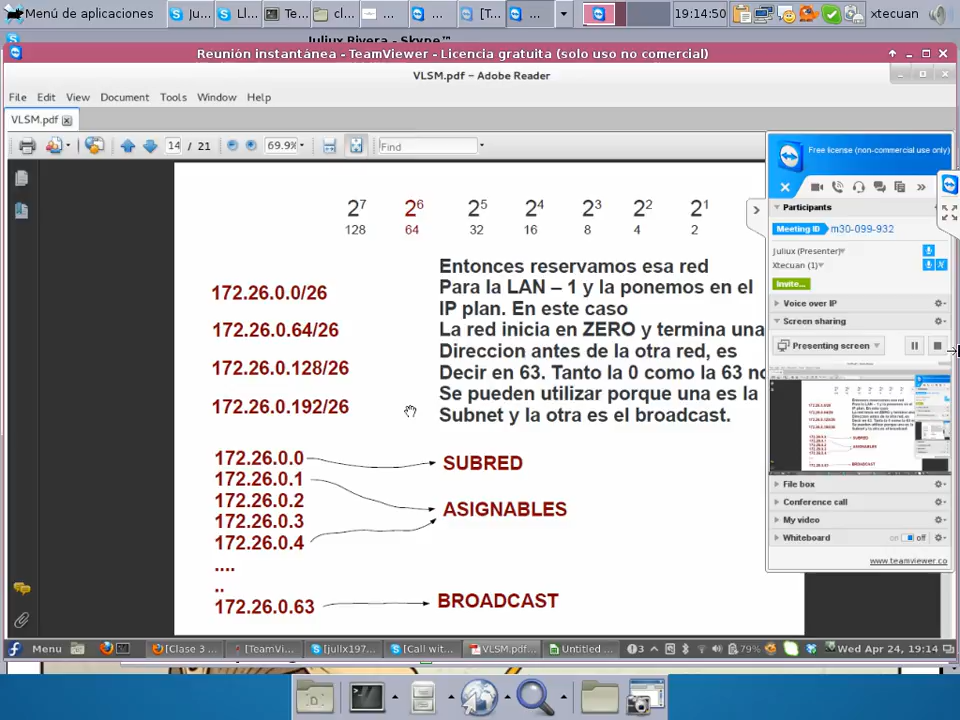 Menú de aplicaciones
Ju...
Ll...
Te...
cl...
...
...
[T...
...
19:14:50
xtecuan
Juliux Rivera - Skype™
Reunión instantánea - TeamViewer - Licencia gratuita (solo uso no comercial)
VLSM.pdf – Adobe Reader
File Edit View Document Tools Window Help
VLSM.pdf
14 / 21
69.9%
Find
2⁷ 2⁶ 2⁵ 2⁴ 2³ 2² 2¹
128 64 32 16 8 4 2
172.26.0.0/26
172.26.0.64/26
172.26.0.128/26
172.26.0.192/26
Entonces reservamos esa red
Para la LAN – 1 y la ponemos en el
IP plan. En este caso
La red inicia en ZERO y termina una
Direccion antes de la otra red, es
Decir en 63. Tanto la 0 como la 63 no
Se pueden utilizar porque una es la
Subnet y la otra es el broadcast.
172.26.0.0
172.26.0.1
172.26.0.2
172.26.0.3
172.26.0.4
....
..
172.26.0.63
SUBRED
ASIGNABLES
BROADCAST
Free license (non-commercial use only)
Participants
Meeting ID m30-099-932
Juliux (Presenter)
Xtecuan (1)
Invite...
Voice over IP
Screen sharing
Presenting screen
File box
Conference call
My video
Whiteboard
on off
www.teamviewer.co
Menu
[Clase 3 ...
[TeamVi...
[jullx197...
[Call wit...
VLSM.pdf...
Untitled ...
3
79%
Wed Apr 24, 19:14